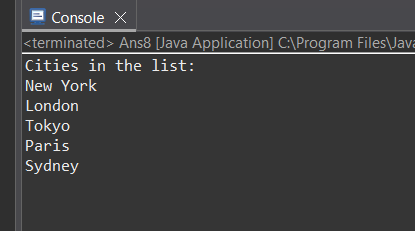 Console
<terminated> Ans8 [Java Application] C:\Program Files\Java
Cities in the list:
New York
London
Tokyo
Paris
Sydney